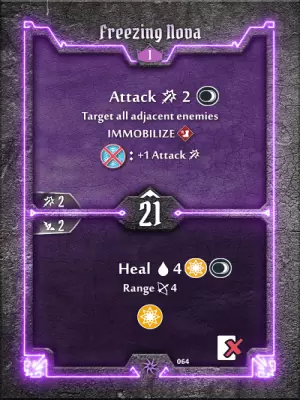 Freezing Nova
1
Attack 2
Target all adjacent enemies
IMMOBILIZE
: +1 Attack
2
21
2
Heal 4
Range 4
064